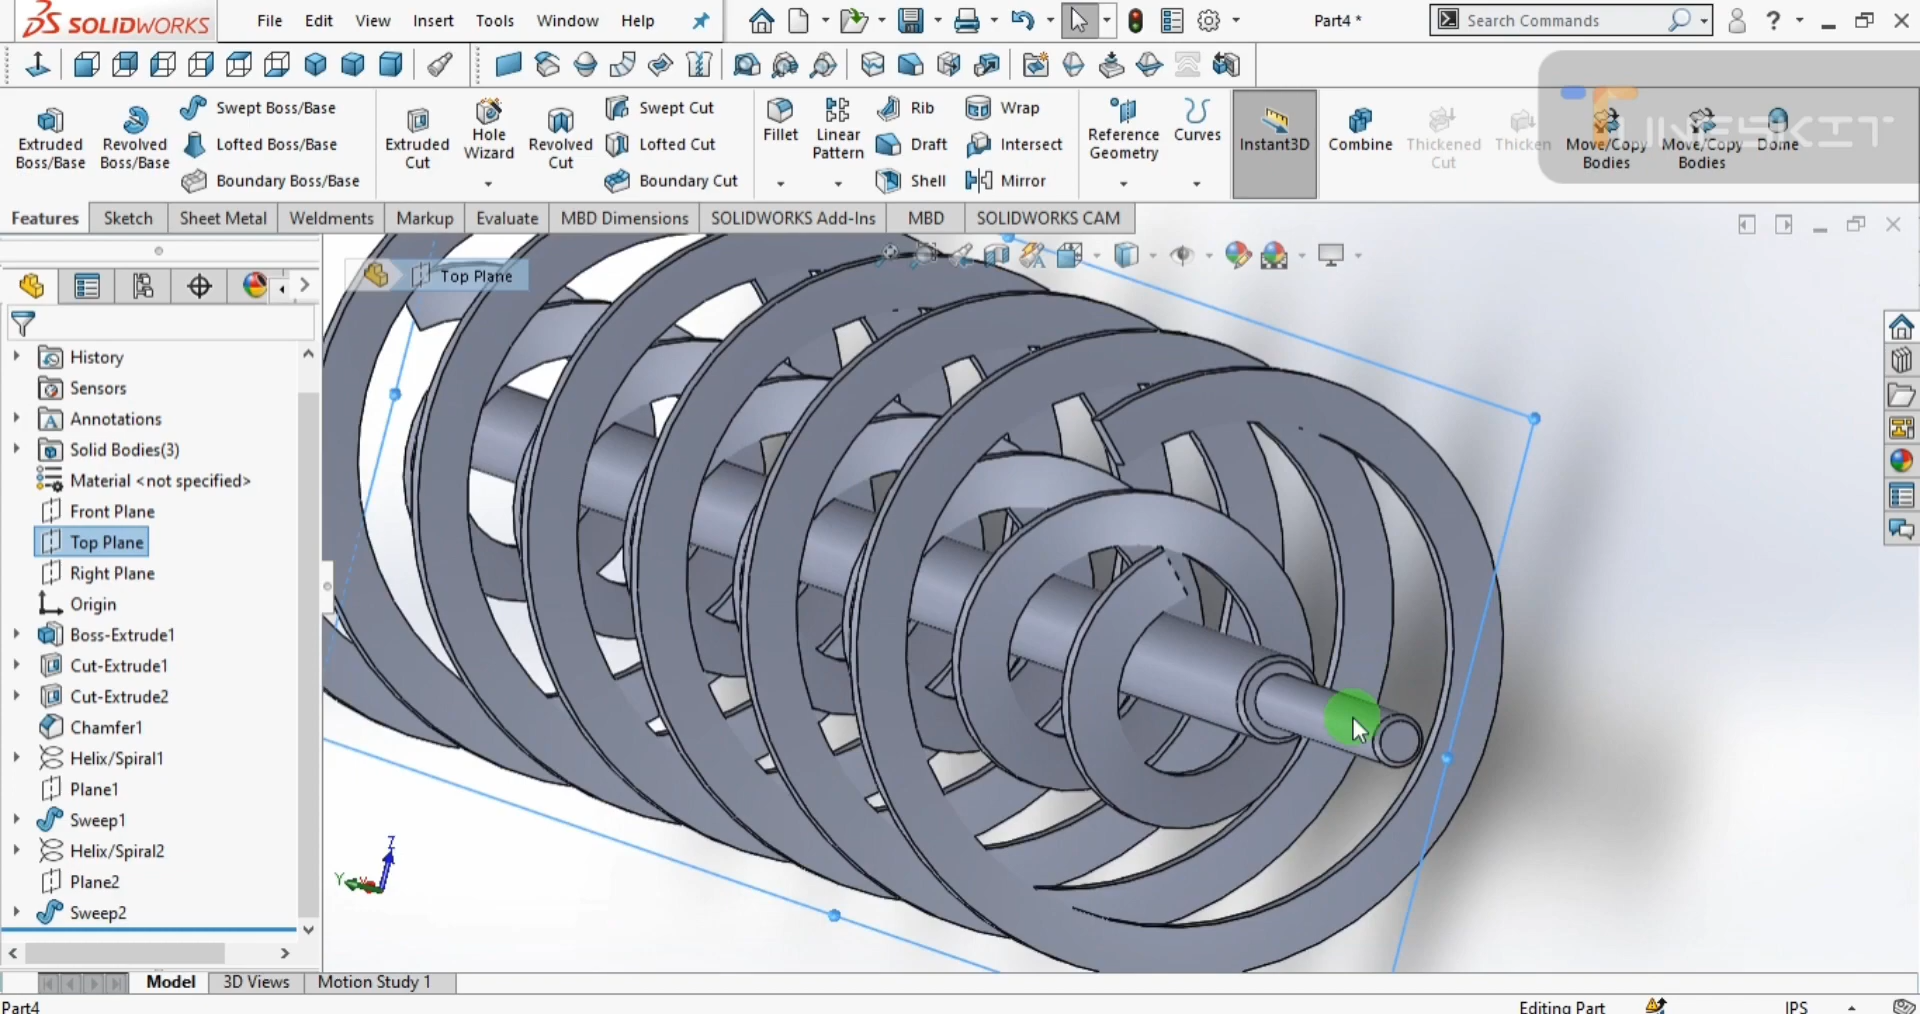 SOLIDWORKS File Edit View Insert Tools Window Help Part4 * Search Commands
Extruded Boss/Base
Revolved Boss/Base
Swept Boss/Base
Lofted Boss/Base
Boundary Boss/Base
Extruded Cut
Hole Wizard
Revolved Cut
Swept Cut
Lofted Cut
Boundary Cut
Fillet
Linear Pattern
Rib
Draft
Shell
Wrap
Intersect
Mirror
Reference Geometry
Curves
Instant3D
Combine
Thickened Cut
Thicken
Move/Copy Bodies
Move/Copy Bodies
Dome
TUNESKIT
Features Sketch Sheet Metal Weldments Markup Evaluate MBD Dimensions SOLIDWORKS Add-Ins MBD SOLIDWORKS CAM
Top Plane
History
Sensors
Annotations
Solid Bodies(3)
Material <not specified>
Front Plane
Top Plane
Right Plane
Origin
Boss-Extrude1
Cut-Extrude1
Cut-Extrude2
Chamfer1
Helix/Spiral1
Plane1
Sweep1
Helix/Spiral2
Plane2
Sweep2
Z
Y
Model 3D Views Motion Study 1
Part4 Editing Part IPS